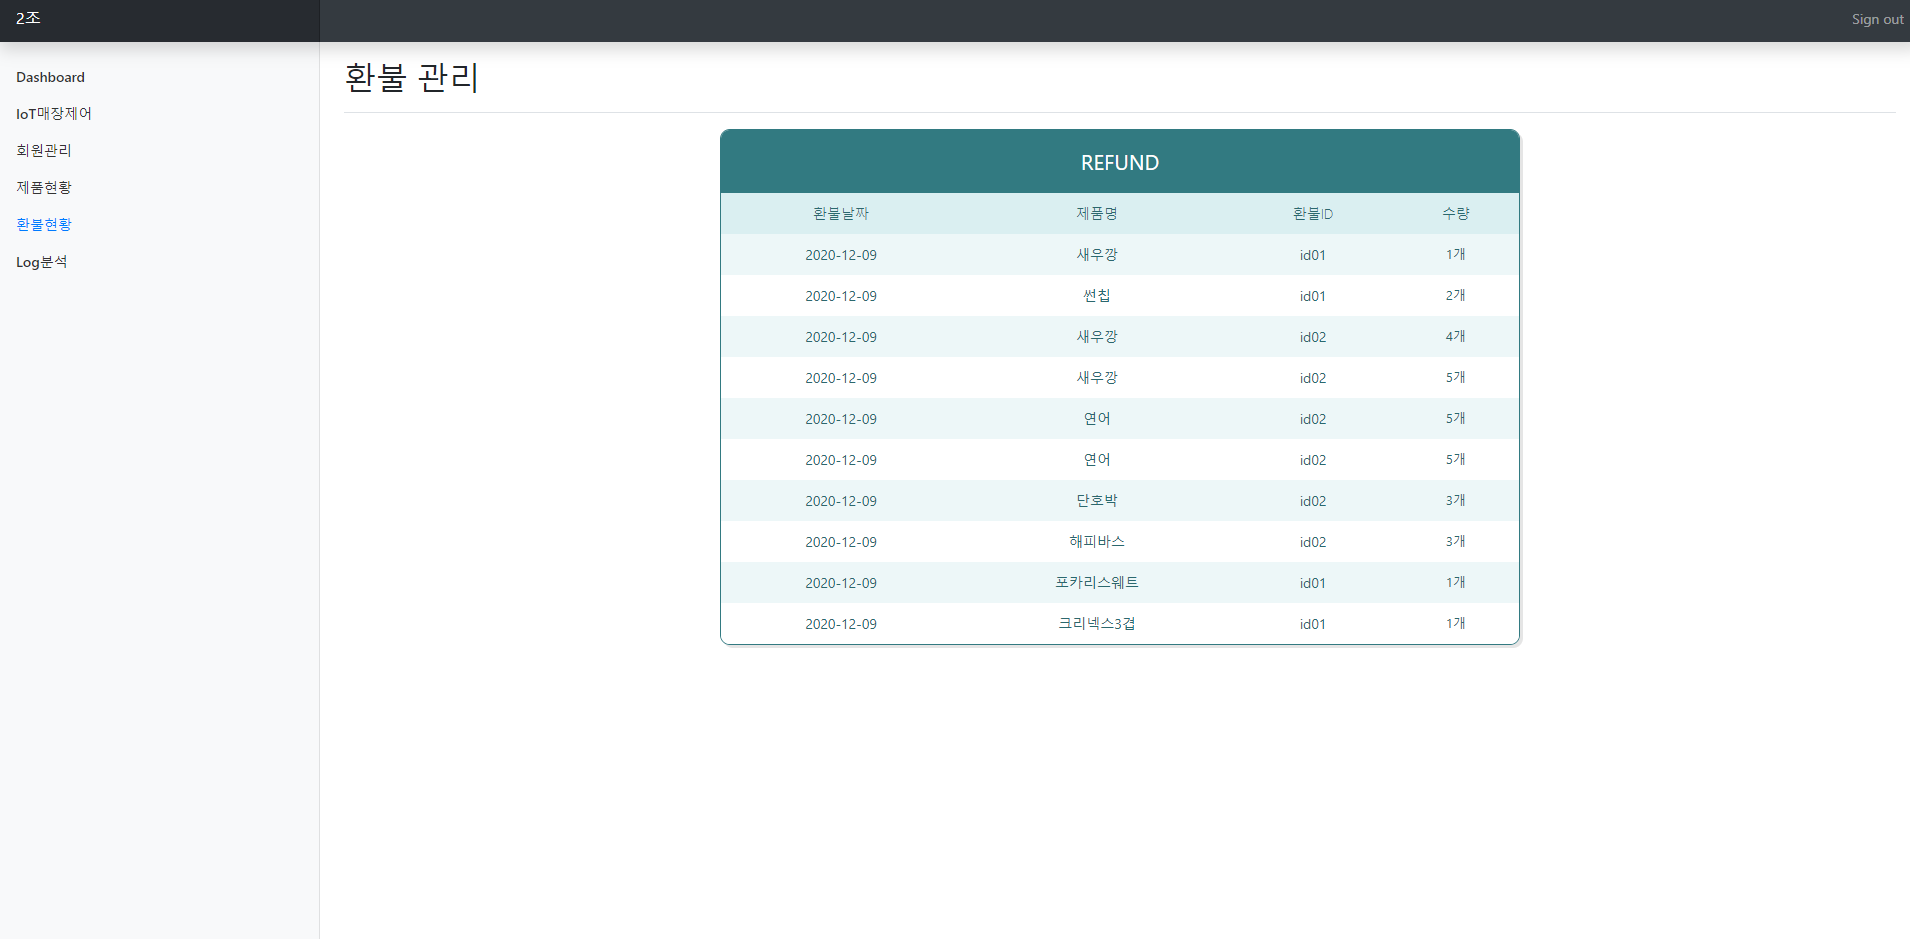 2조
Sign out
Dashboard
IoT매장제어
회원관리
제품현황
환불현황
Log분석
환불 관리
REFUND
환불날짜 제품명 환불ID 수량
2020-12-09 새우깡 id01 1개
2020-12-09 썬칩 id01 2개
2020-12-09 새우깡 id02 4개
2020-12-09 새우깡 id02 5개
2020-12-09 연어 id02 5개
2020-12-09 연어 id02 5개
2020-12-09 단호박 id02 3개
2020-12-09 해피바스 id02 3개
2020-12-09 포카리스웨트 id01 1개
2020-12-09 크리넥스3겹 id01 1개